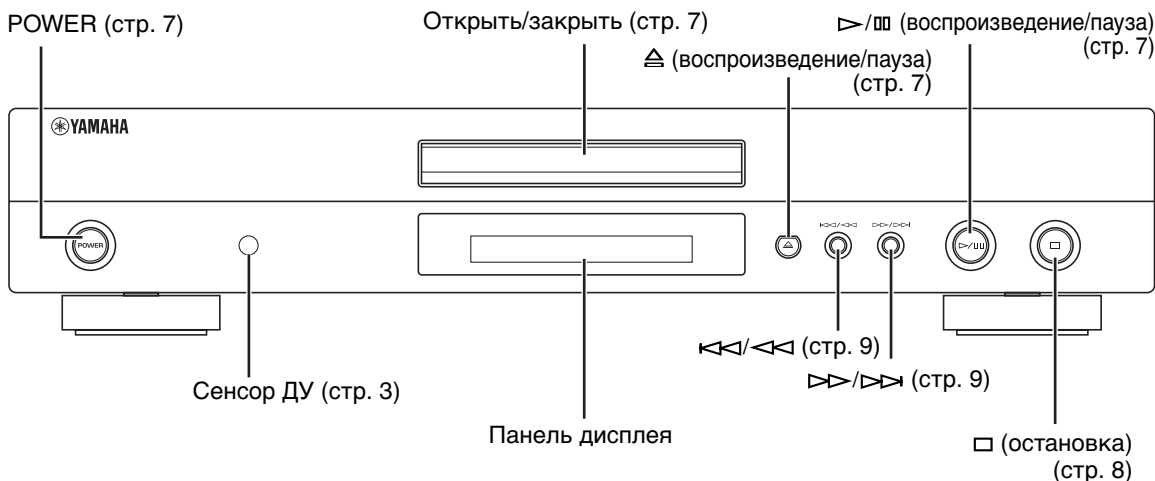 POWER (стр. 7)
Открыть/закрыть (стр. 7)
▷/▯▯ (воспроизведение/пауза)
(стр. 7)
⏏ (воспроизведение/пауза)
(стр. 7)
YAMAHA
POWER
|◁◁/◁◁ (стр. 9)
▷▷/▷▷| (стр. 9)
Сенсор ДУ (стр. 3)
Панель дисплея
□ (остановка)
(стр. 8)